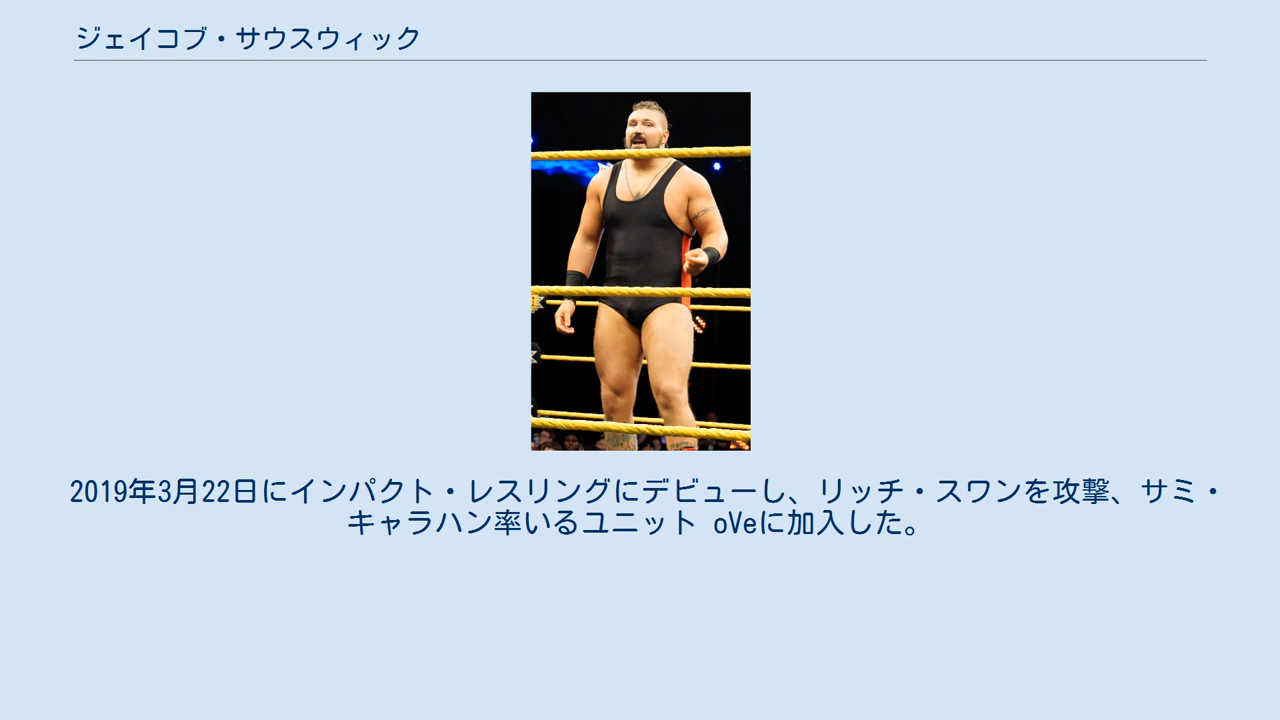 ジェイコブ・サウスウィック
2019年3月22日にインパクト・レスリングにデビューし、リッチ・スワンを攻撃、サミ・
キャラハン率いるユニット oVeに加入した。